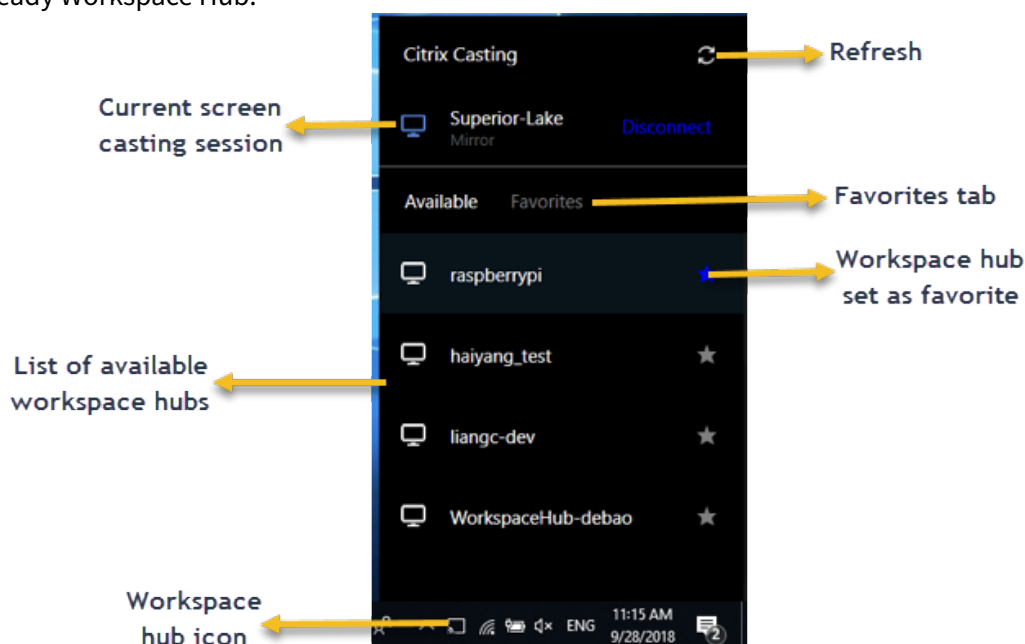 eady Workspace Hub.
Citrix Casting
Refresh
Current screen
casting session
Superior-Lake
Mirror
Disconnect
Available Favorites
Favorites tab
raspberrypi
Workspace hub
set as favorite
haiyang_test
List of available
workspace hubs
liangc-dev
WorkspaceHub-debao
Workspace
hub icon
ENG
11:15 AM
9/28/2018
2